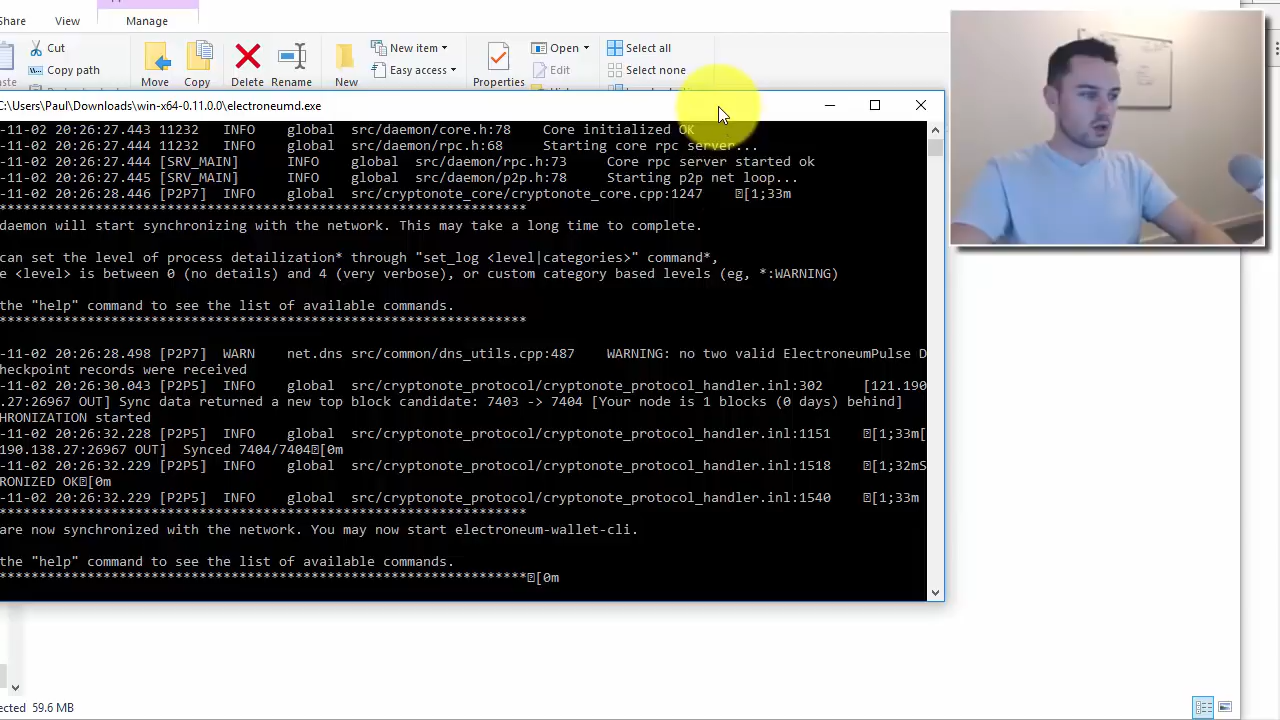 Share View Manage
Cut
Copy path
Move
Copy
Delete
Rename
New
New item
Easy access
Properties
Open
Edit
Select all
Select none
C:\Users\Paul\Downloads\win-x64-0.11.0.0\electroneumd.exe
-11-02 20:26:27.443 11232 INFO global src/daemon/core.h:78 Core initialized OK
-11-02 20:26:27.444 11232 INFO global src/daemon/rpc.h:68 Starting core rpc server...
-11-02 20:26:27.444 [SRV_MAIN] INFO global src/daemon/rpc.h:73 Core rpc server started ok
-11-02 20:26:27.445 [SRV_MAIN] INFO global src/daemon/p2p.h:78 Starting p2p net loop...
-11-02 20:26:28.446 [P2P7] INFO global src/cryptonote_core/cryptonote_core.cpp:1247 [1;33m
******************************************************************
daemon will start synchronizing with the network. This may take a long time to complete.
can set the level of process detailization* through "set_log <level|categories>" command*,
e <level> is between 0 (no details) and 4 (very verbose), or custom category based levels (eg, *:WARNING)
the "help" command to see the list of available commands.
******************************************************************
-11-02 20:26:28.498 [P2P7] WARN net.dns src/common/dns_utils.cpp:487 WARNING: no two valid ElectroneumPulse D
heckpoint records were received
-11-02 20:26:30.043 [P2P5] INFO global src/cryptonote_protocol/cryptonote_protocol_handler.inl:302 [121.190
.27:26967 OUT] Sync data returned a new top block candidate: 7403 -> 7404 [Your node is 1 blocks (0 days) behind]
HRONIZATION started
-11-02 20:26:32.228 [P2P5] INFO global src/cryptonote_protocol/cryptonote_protocol_handler.inl:1151 [1;33m[
190.138.27:26967 OUT] Synced 7404/7404[0m
-11-02 20:26:32.229 [P2P5] INFO global src/cryptonote_protocol/cryptonote_protocol_handler.inl:1518 [1;32mS
RONIZED OK[0m
-11-02 20:26:32.229 [P2P5] INFO global src/cryptonote_protocol/cryptonote_protocol_handler.inl:1540 [1;33m
******************************************************************
are now synchronized with the network. You may now start electroneum-wallet-cli.
the "help" command to see the list of available commands.
******************************************************************[0m
ected 59.6 MB